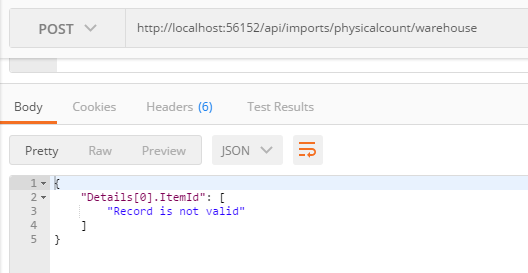 POST http://localhost:56152/api/imports/physicalcount/warehouse
Body Cookies Headers (6) Test Results
Pretty Raw Preview JSON
1 {
2 "Details[0].ItemId": [
3 "Record is not valid"
4 ]
5 }